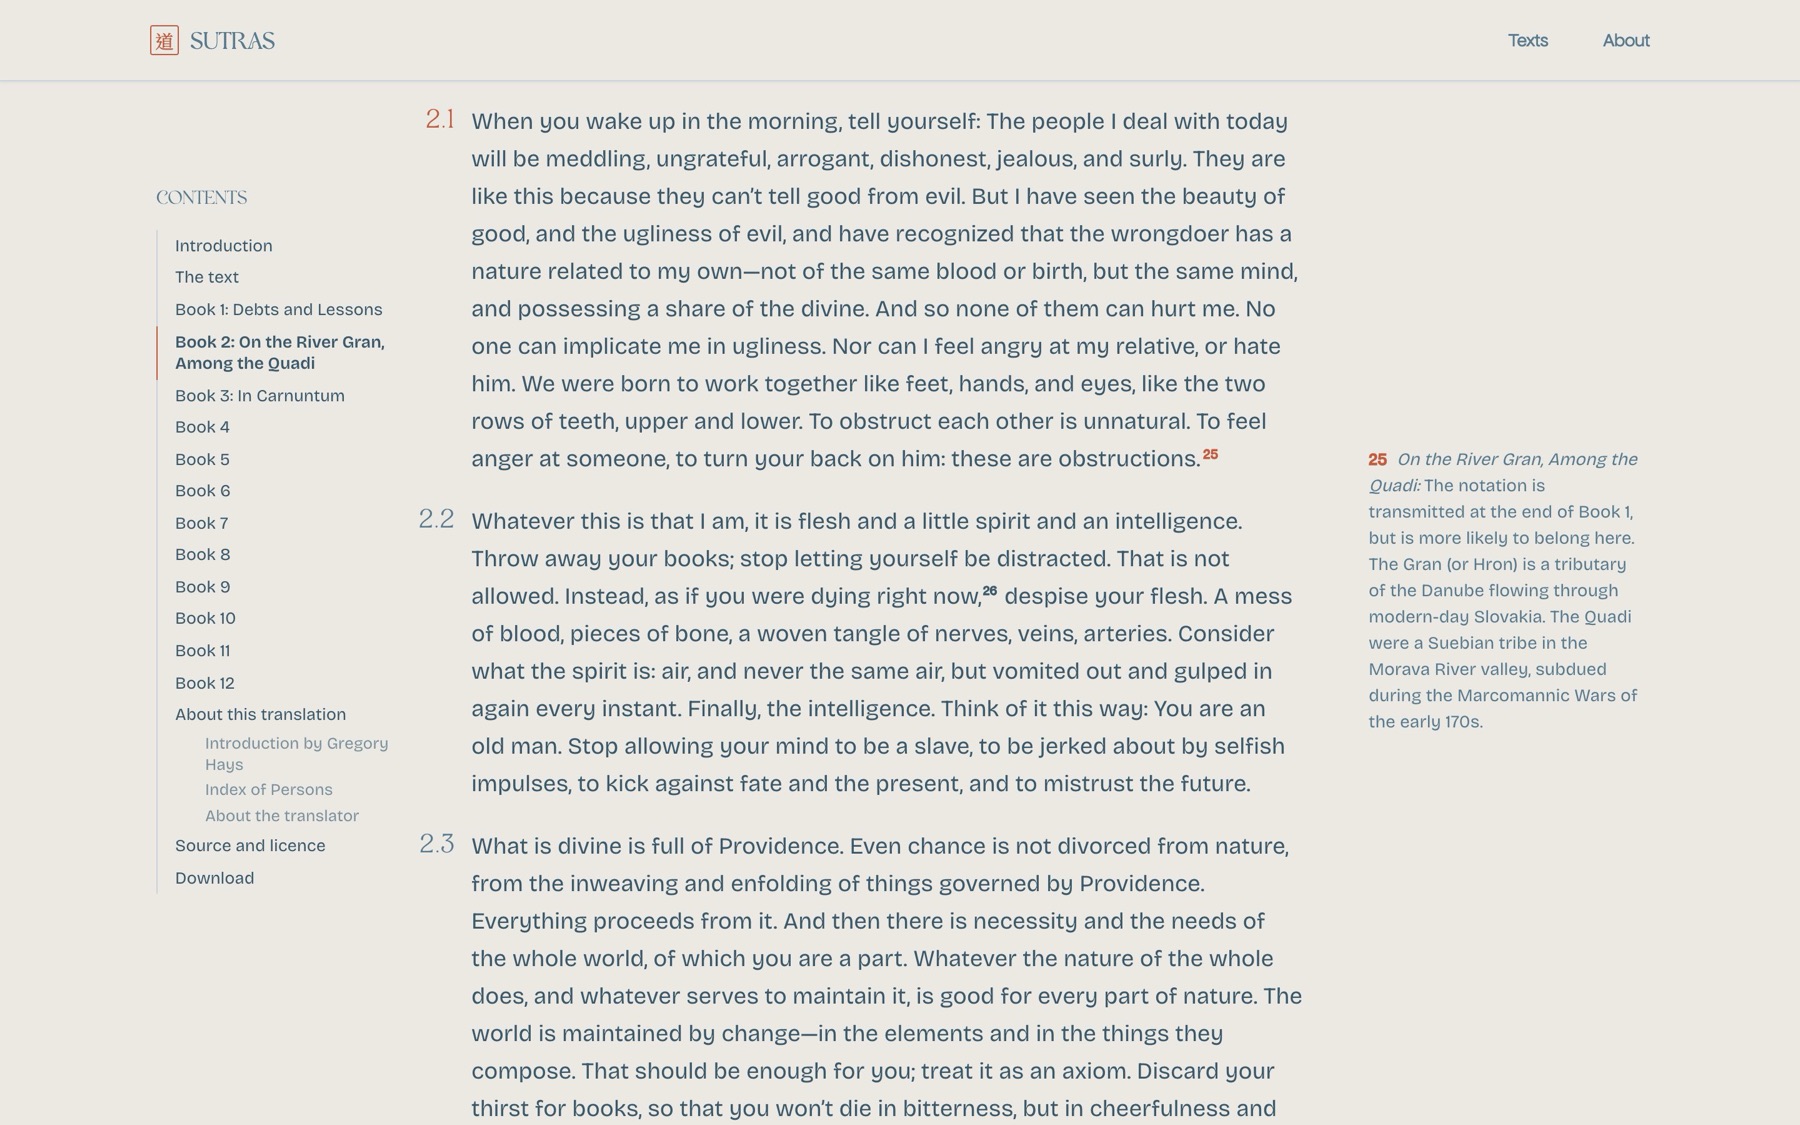 道 SUTRAS
Texts
About
CONTENTS
Introduction
The text
Book 1: Debts and Lessons
Book 2: On the River Gran,
Among the Quadi
Book 3: In Carnuntum
Book 4
Book 5
Book 6
Book 7
Book 8
Book 9
Book 10
Book 11
Book 12
About this translation
Introduction by Gregory
Hays
Index of Persons
About the translator
Source and licence
Download
2.1 When you wake up in the morning, tell yourself: The people I deal with today
will be meddling, ungrateful, arrogant, dishonest, jealous, and surly. They are
like this because they can’t tell good from evil. But I have seen the beauty of
good, and the ugliness of evil, and have recognized that the wrongdoer has a
nature related to my own—not of the same blood or birth, but the same mind,
and possessing a share of the divine. And so none of them can hurt me. No
one can implicate me in ugliness. Nor can I feel angry at my relative, or hate
him. We were born to work together like feet, hands, and eyes, like the two
rows of teeth, upper and lower. To obstruct each other is unnatural. To feel
anger at someone, to turn your back on him: these are obstructions.25
2.2 Whatever this is that I am, it is flesh and a little spirit and an intelligence.
Throw away your books; stop letting yourself be distracted. That is not
allowed. Instead, as if you were dying right now,26 despise your flesh. A mess
of blood, pieces of bone, a woven tangle of nerves, veins, arteries. Consider
what the spirit is: air, and never the same air, but vomited out and gulped in
again every instant. Finally, the intelligence. Think of it this way: You are an
old man. Stop allowing your mind to be a slave, to be jerked about by selfish
impulses, to kick against fate and the present, and to mistrust the future.
2.3 What is divine is full of Providence. Even chance is not divorced from nature,
from the inweaving and enfolding of things governed by Providence.
Everything proceeds from it. And then there is necessity and the needs of
the whole world, of which you are a part. Whatever the nature of the whole
does, and whatever serves to maintain it, is good for every part of nature. The
world is maintained by change—in the elements and in the things they
compose. That should be enough for you; treat it as an axiom. Discard your
thirst for books, so that you won’t die in bitterness, but in cheerfulness and
25 On the River Gran, Among the
Quadi: The notation is
transmitted at the end of Book 1,
but is more likely to belong here.
The Gran (or Hron) is a tributary
of the Danube flowing through
modern-day Slovakia. The Quadi
were a Suebian tribe in the
Morava River valley, subdued
during the Marcomannic Wars of
the early 170s.